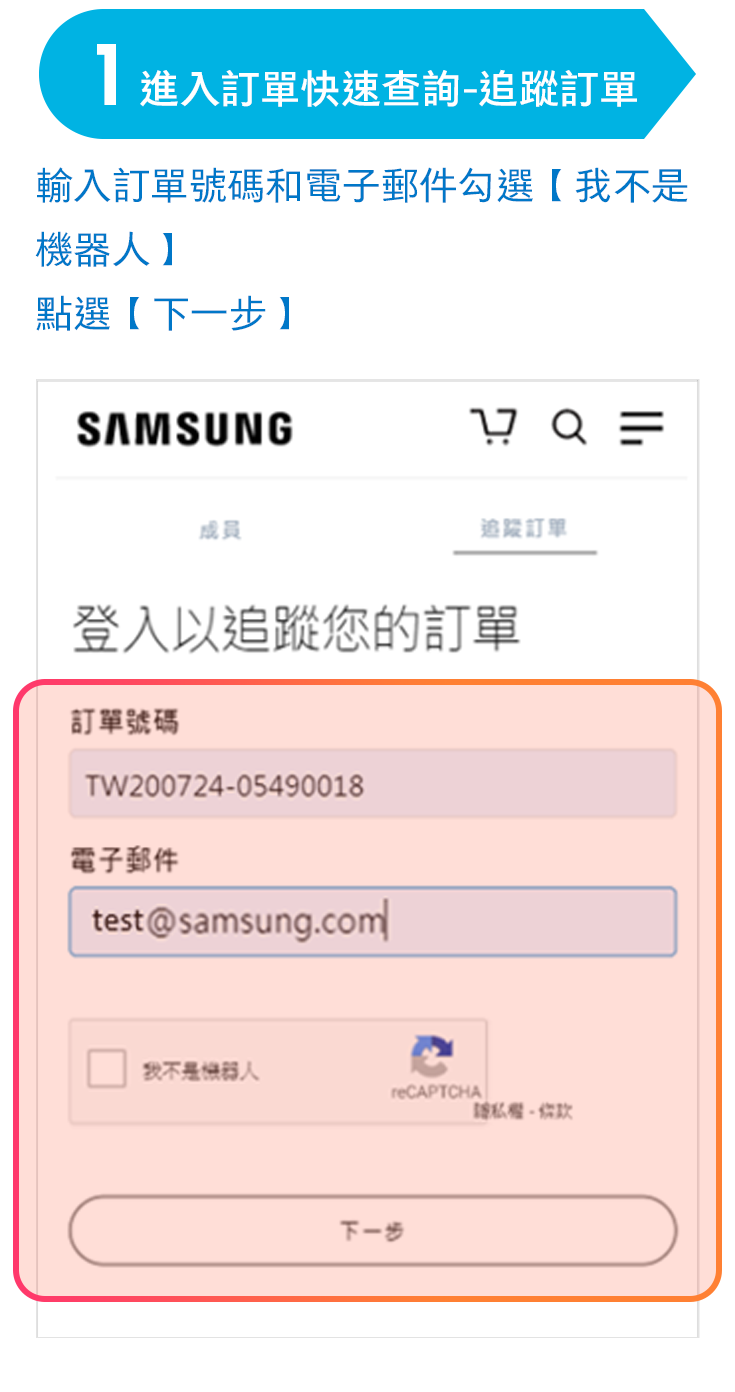 1 進入訂單快速查詢-追蹤訂單
輸入訂單號碼和電子郵件勾選【 我不是
機器人 】
點選【 下一步 】
SAMSUNG
成員 追蹤訂單
登入以追蹤您的訂單
訂單號碼
TW200724-05490018
電子郵件
test@samsung.com
我不是機器人
reCAPTCHA
隱私權 - 條款
下一步